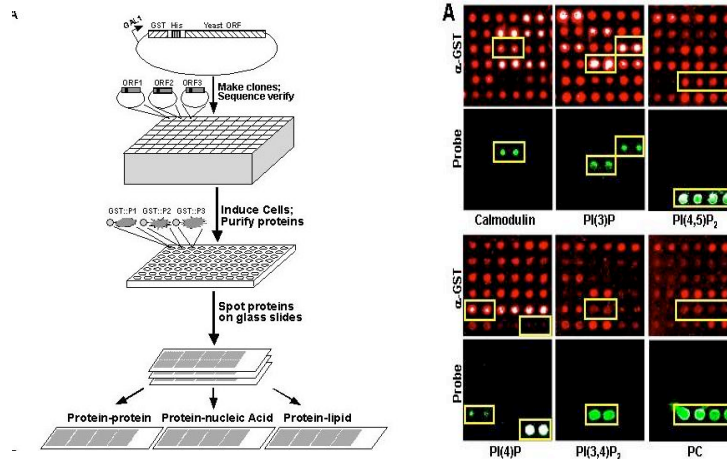 A
GAL1
GST His Yeast ORF
ORF1 ORF2 ORF3
Make clones;
Sequence verify
GST::P1 GST::P2 GST::P3
Induce Cells;
Purify proteins
Spot proteins
on glass slides
Protein-protein Protein-nucleic Acid Protein-lipid
A
α-GST
Probe
Calmodulin PI(3)P PI(4,5)P₂
α-GST
Probe
PI(4)P PI(3,4)P₂ PC